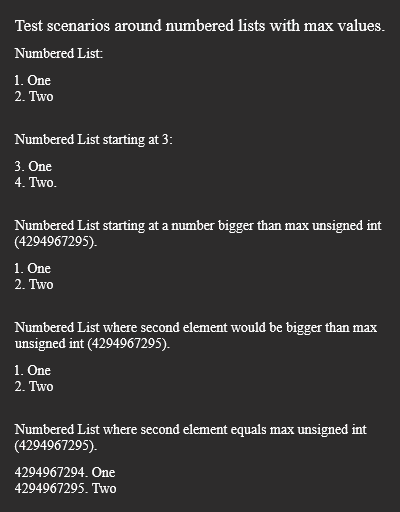 Test scenarios around numbered lists with max values.
Numbered List:
1. One
2. Two
Numbered List starting at 3:
3. One
4. Two.
Numbered List starting at a number bigger than max unsigned int
(4294967295).
1. One
2. Two
Numbered List where second element would be bigger than max
unsigned int (4294967295).
1. One
2. Two
Numbered List where second element equals max unsigned int
(4294967295).
4294967294. One
4294967295. Two